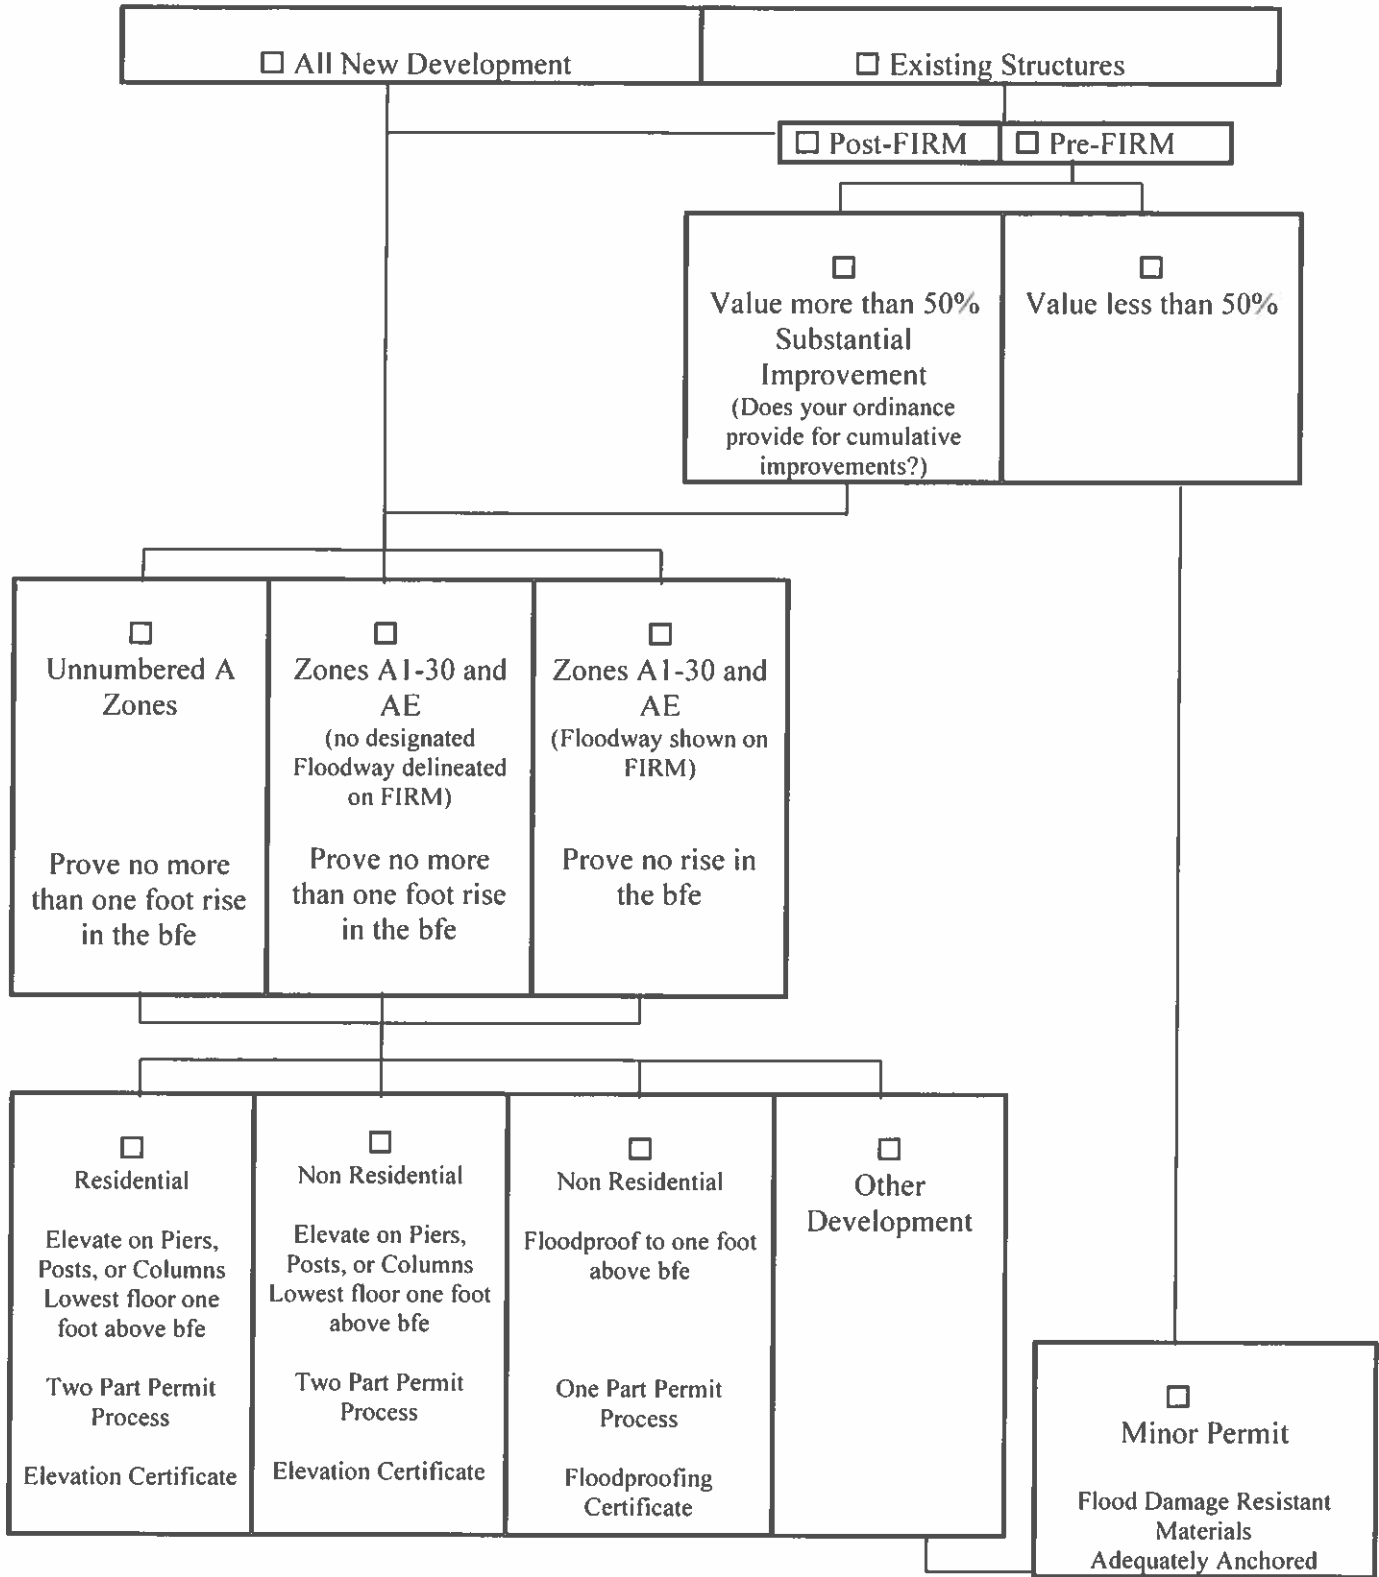 ☐ All New Development
☐ Existing Structures
☐ Post-FIRM
☐ Pre-FIRM
☐
Value more than 50%
Substantial
Improvement
(Does your ordinance
provide for cumulative
improvements?)
☐
Value less than 50%
☐
Unnumbered A
Zones
Prove no more
than one foot rise
in the bfe
☐
Zones A1-30 and
AE
(no designated
Floodway delineated
on FIRM)
Prove no more
than one foot rise
in the bfe
☐
Zones A1-30 and
AE
(Floodway shown on
FIRM)
Prove no rise in
the bfe
☐
Residential
Elevate on Piers,
Posts, or Columns
Lowest floor one
foot above bfe
Two Part Permit
Process
Elevation Certificate
☐
Non Residential
Elevate on Piers,
Posts, or Columns
Lowest floor one foot
above bfe
Two Part Permit
Process
Elevation Certificate
☐
Non Residential
Floodproof to one foot
above bfe
One Part Permit
Process
Floodproofing
Certificate
☐
Other
Development
☐
Minor Permit
Flood Damage Resistant
Materials
Adequately Anchored